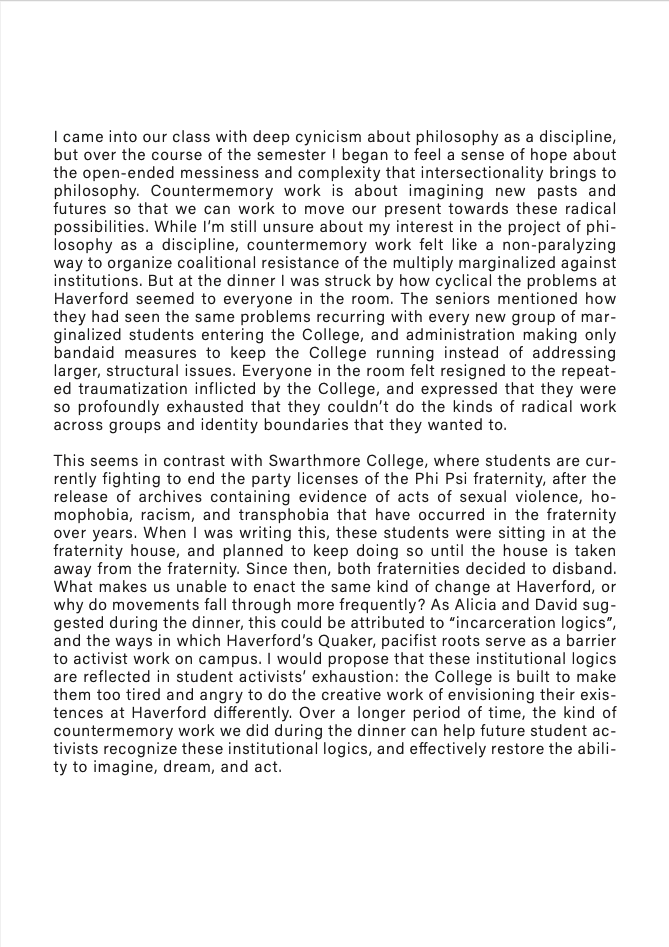 I came into our class with deep cynicism about philosophy as a discipline,
but over the course of the semester I began to feel a sense of hope about
the open-ended messiness and complexity that intersectionality brings to
philosophy. Countermemory work is about imagining new pasts and
futures so that we can work to move our present towards these radical
possibilities. While I’m still unsure about my interest in the project of phi-
losophy as a discipline, countermemory work felt like a non-paralyzing
way to organize coalitional resistance of the multiply marginalized against
institutions. But at the dinner I was struck by how cyclical the problems at
Haverford seemed to everyone in the room. The seniors mentioned how
they had seen the same problems recurring with every new group of mar-
ginalized students entering the College, and administration making only
bandaid measures to keep the College running instead of addressing
larger, structural issues. Everyone in the room felt resigned to the repeat-
ed traumatization inflicted by the College, and expressed that they were
so profoundly exhausted that they couldn’t do the kinds of radical work
across groups and identity boundaries that they wanted to.
This seems in contrast with Swarthmore College, where students are cur-
rently fighting to end the party licenses of the Phi Psi fraternity, after the
release of archives containing evidence of acts of sexual violence, ho-
mophobia, racism, and transphobia that have occurred in the fraternity
over years. When I was writing this, these students were sitting in at the
fraternity house, and planned to keep doing so until the house is taken
away from the fraternity. Since then, both fraternities decided to disband.
What makes us unable to enact the same kind of change at Haverford, or
why do movements fall through more frequently? As Alicia and David sug-
gested during the dinner, this could be attributed to “incarceration logics”,
and the ways in which Haverford’s Quaker, pacifist roots serve as a barrier
to activist work on campus. I would propose that these institutional logics
are reflected in student activists’ exhaustion: the College is built to make
them too tired and angry to do the creative work of envisioning their exis-
tences at Haverford differently. Over a longer period of time, the kind of
countermemory work we did during the dinner can help future student ac-
tivists recognize these institutional logics, and effectively restore the abili-
ty to imagine, dream, and act.